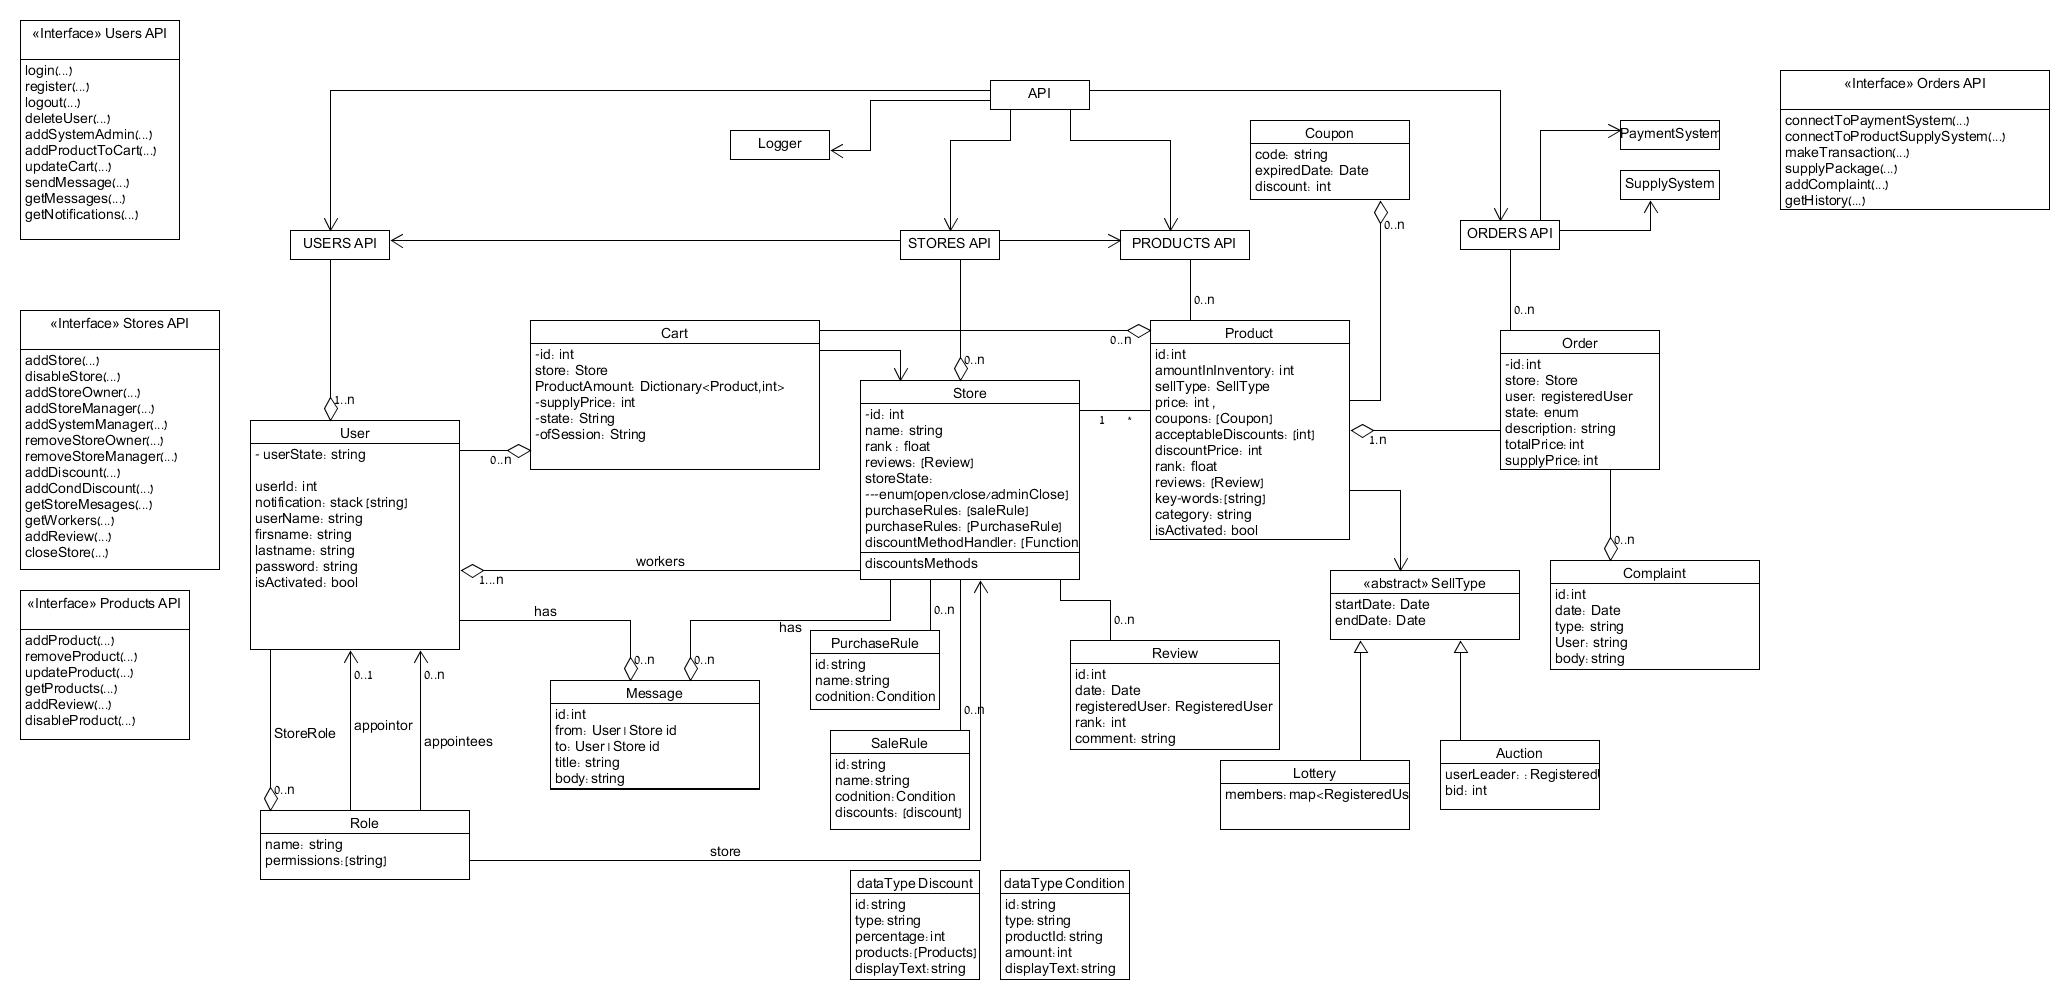 «Interface» Users API
login(...)
register(...)
logout(...)
deleteUser(...)
addSystemAdmin(...)
addProductToCart(...)
updateCart(...)
sendMessage(...)
getMessages(...)
getNotifications(...)
API
Logger
Coupon
code: string
expiredDate: Date
discount: int
0..n
PaymentSystem
SupplySystem
«Interface» Orders API
connectToPaymentSystem(...)
connectToProductSupplySystem(...)
makeTransaction(...)
supplyPackage(...)
addComplaint(...)
getHistory(...)
USERS API
STORES API
PRODUCTS API
ORDERS API
0..n
0..n
«Interface» Stores API
addStore(...)
disableStore(...)
addStoreOwner(...)
addStoreManager(...)
addSystemManager(...)
removeStoreOwner(...)
removeStoreManager(...)
addDiscount(...)
addCondDiscount(...)
getStoreMesages(...)
getWorkers(...)
addReview(...)
closeStore(...)
1..n
User
- userState: string
userId: int
notification: stack [string]
userName: string
firsname: string
lastname: string
password: string
isActivated: bool
0..n
Cart
-id: int
store: Store
ProductAmount: Dictionary<Product,int>
-supplyPrice: int
-state: String
-ofSession: String
0..n
0..n
Store
-id: int
name: string
rank : float
reviews: [Review]
storeState:
---enum[open/close/adminClose]
purchaseRules: [saleRule]
purchaseRules: [PurchaseRule]
discountMethodHandler: [Function
discountsMethods
1
*
Product
id:int
amountInInventory: int
sellType: SellType
price: int ,
coupons: [Coupon]
acceptableDiscounts: [int]
discountPrice: int
rank: float
reviews: [Review]
key-words:[string]
category: string
isActivated: bool
1.n
Order
-id:int
store: Store
user: registeredUser
state: enum
description: string
totalPrice:int
supplyPrice:int
0..n
Complaint
id:int
date: Date
type: string
User: string
body:string
workers
1...n
has
has
0..n
0..n
0..n
0..n
0..n
«Interface» Products API
addProduct(...)
removeProduct(...)
updateProduct(...)
getProducts(...)
addReview(...)
disableProduct(...)
Message
id:int
from: User|Store id
to: User|Store id
title: string
body:string
PurchaseRule
id:string
name:string
codnition:Condition
SaleRule
id:string
name:string
codnition:Condition
discounts: [discount]
Review
id:int
date: Date
registeredUser: RegisteredUser
rank: int
comment: string
«abstract» SellType
startDate: Date
endDate: Date
Lottery
members:map<RegisteredUs
Auction
userLeader: :Registered
bid: int
0..1
0..n
StoreRole
appointor
appointees
0..n
Role
name: string
permissions:[string]
store
dataType Discount
id:string
type:string
percentage:int
products:[Products]
displayText:string
dataType Condition
id:string
type:string
productId:string
amount:int
displayText:string